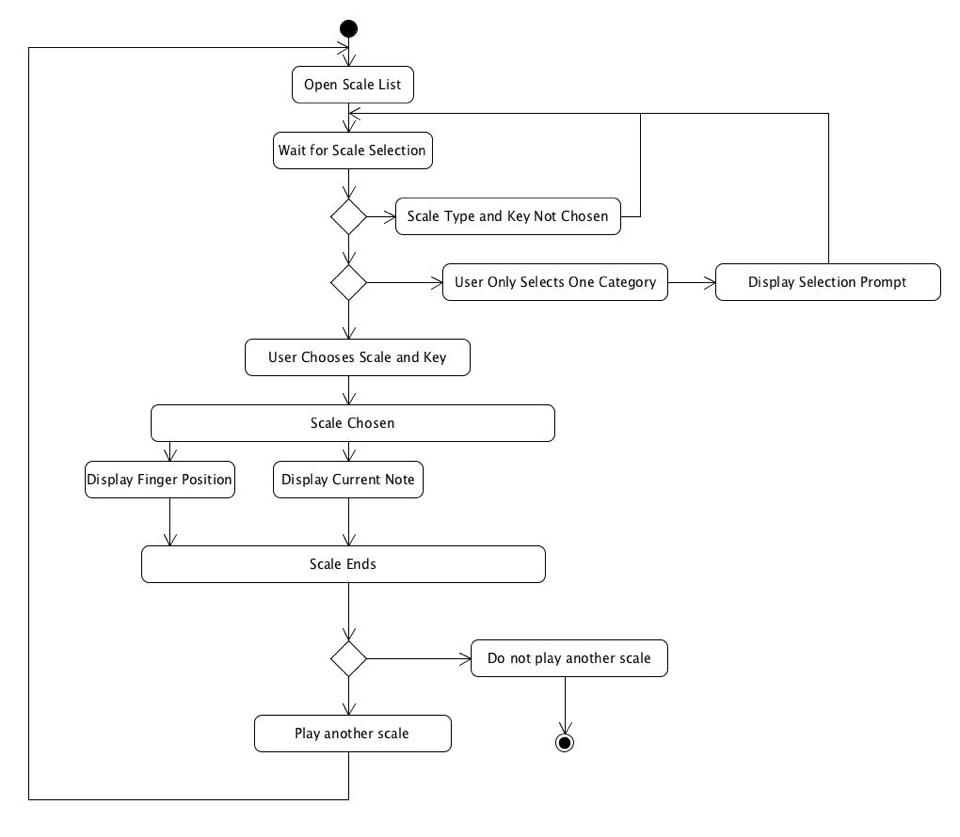 Open Scale List
Wait for Scale Selection
Scale Type and Key Not Chosen
User Only Selects One Category
Display Selection Prompt
User Chooses Scale and Key
Scale Chosen
Display Finger Position
Display Current Note
Scale Ends
Do not play another scale
Play another scale